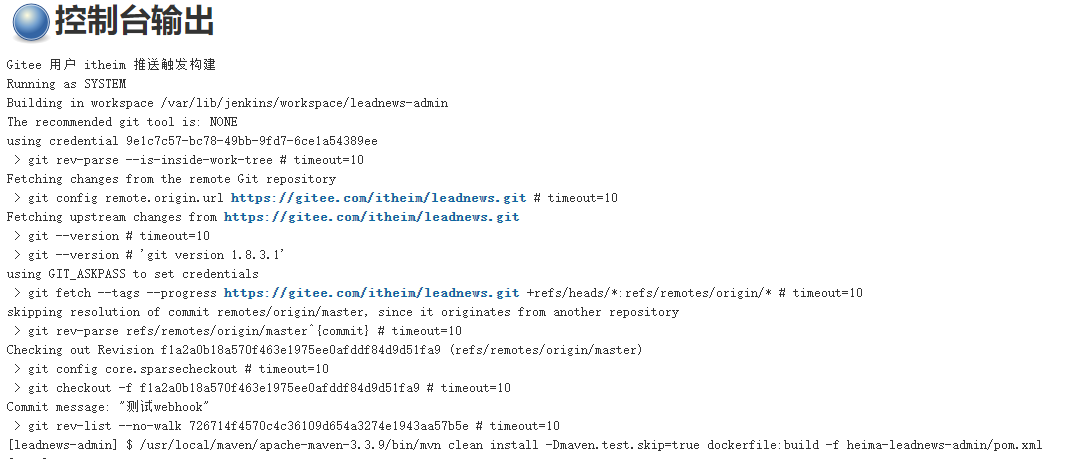 控制台输出
Gitee 用户 itheim 推送触发构建
Running as SYSTEM
Building in workspace /var/lib/jenkins/workspace/leadnews-admin
The recommended git tool is: NONE
using credential 9e1c7c57-bc78-49bb-9fd7-6ce1a54389ee
> git rev-parse --is-inside-work-tree # timeout=10
Fetching changes from the remote Git repository
> git config remote.origin.url https://gitee.com/itheim/leadnews.git # timeout=10
Fetching upstream changes from https://gitee.com/itheim/leadnews.git
> git --version # timeout=10
> git --version # 'git version 1.8.3.1'
using GIT_ASKPASS to set credentials
> git fetch --tags --progress https://gitee.com/itheim/leadnews.git +refs/heads/*:refs/remotes/origin/* # timeout=10
skipping resolution of commit remotes/origin/master, since it originates from another repository
> git rev-parse refs/remotes/origin/master^{commit} # timeout=10
Checking out Revision f1a2a0b18a570f463e1975ee0afddf84d9d51fa9 (refs/remotes/origin/master)
> git config core.sparsecheckout # timeout=10
> git checkout -f f1a2a0b18a570f463e1975ee0afddf84d9d51fa9 # timeout=10
Commit message: "测试webhook"
> git rev-list --no-walk 726714f4570c4c36109d654a3274e1943aa57b5e # timeout=10
[leadnews-admin] $ /usr/local/maven/apache-maven-3.3.9/bin/mvn clean install -Dmaven.test.skip=true dockerfile:build -f heima-leadnews-admin/pom.xml